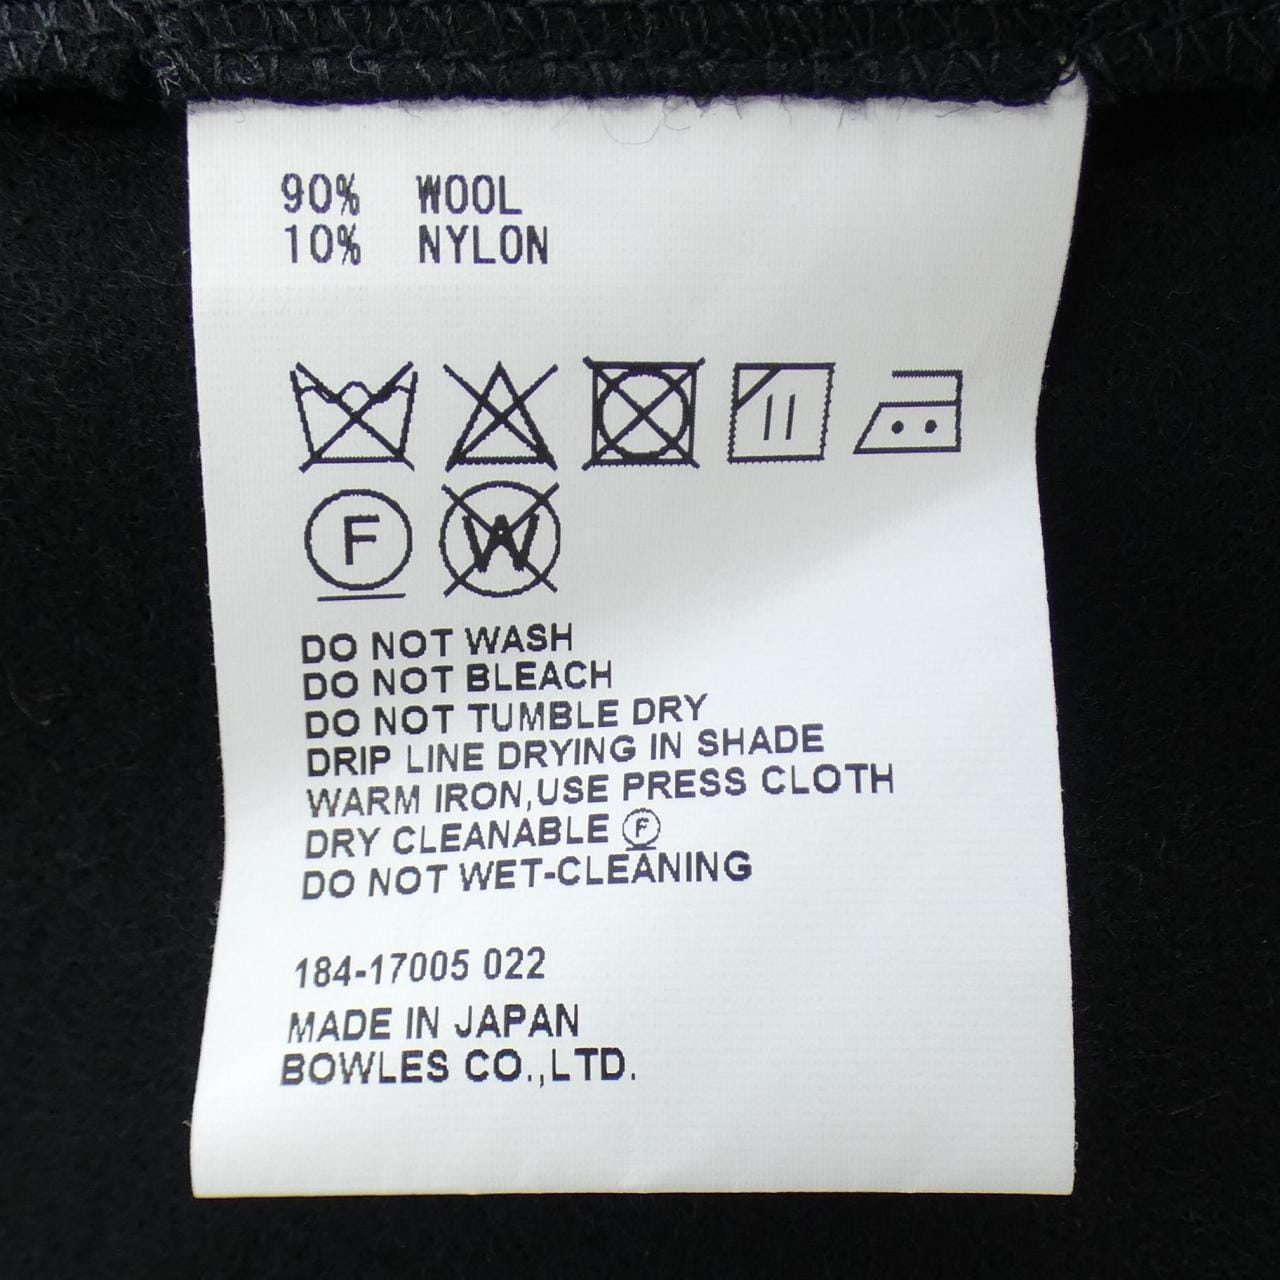 90% WOOL
10% NYLON
F W
DO NOT WASH
DO NOT BLEACH
DO NOT TUMBLE DRY
DRIP LINE DRYING IN SHADE
WARM IRON,USE PRESS CLOTH
DRY CLEANABLE F
DO NOT WET-CLEANING
184-17005 022
MADE IN JAPAN
BOWLES CO.,LTD.